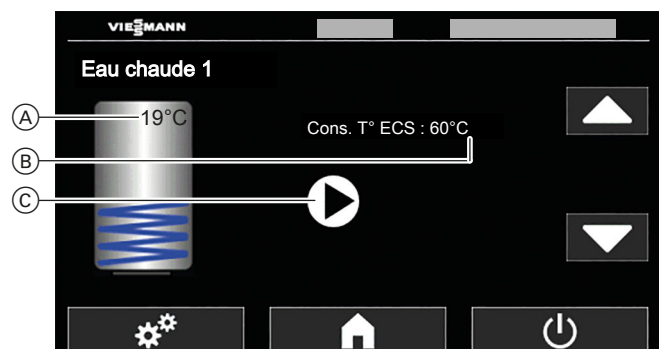 VIESMANN
Eau chaude 1
A
19°C
Cons. T° ECS : 60°C
B
C